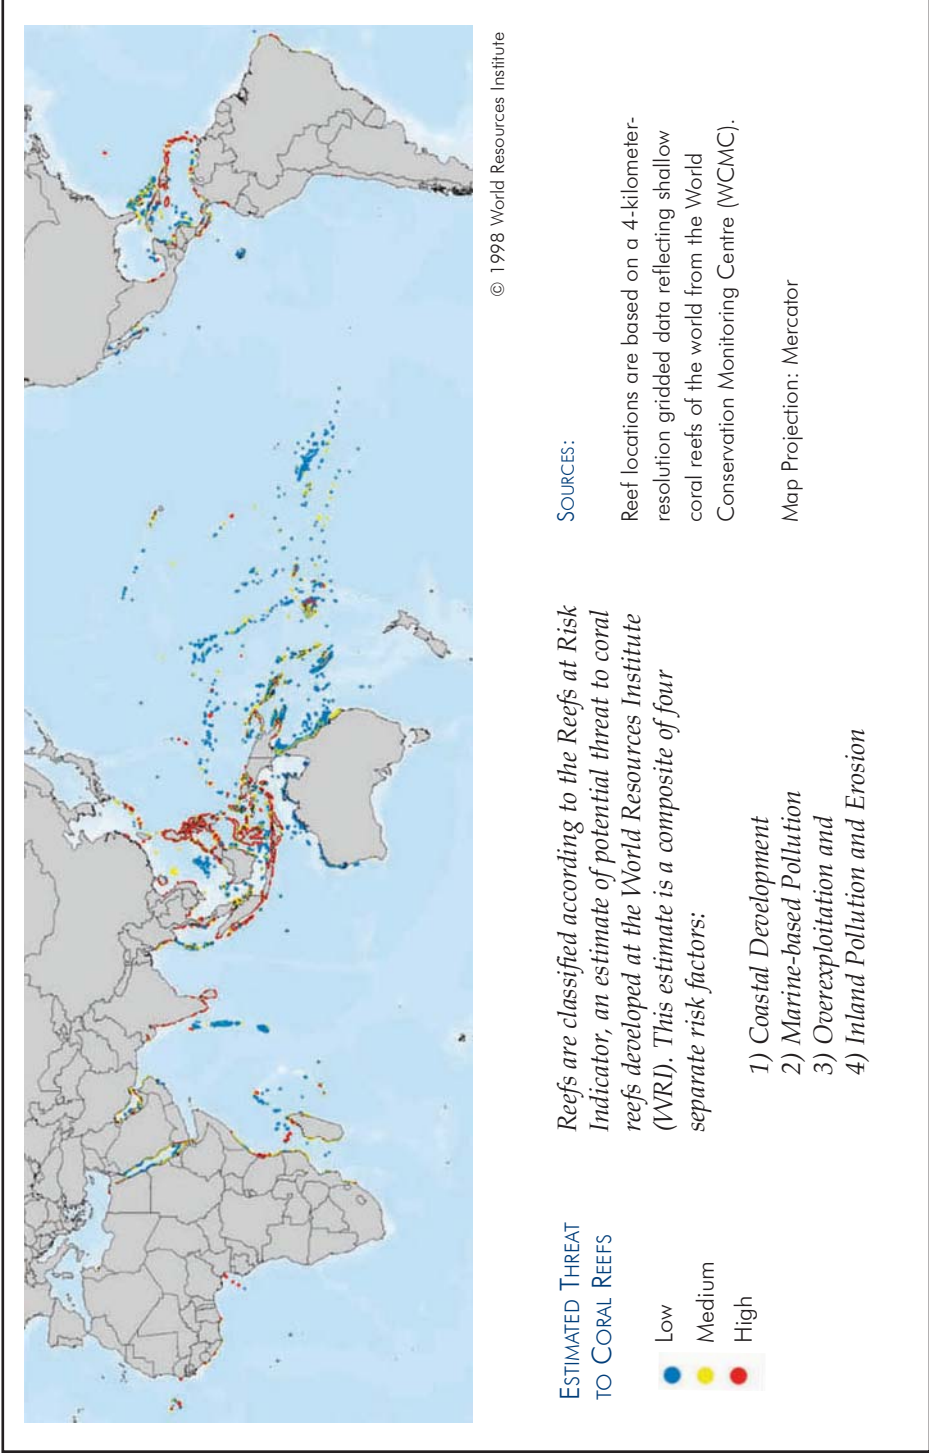 © 1998 World Resources Institute
ESTIMATED THREAT
TO CORAL REEFS
Low
Medium
High
Reefs are classified according to the Reefs at Risk
Indicator, an estimate of potential threat to coral
reefs developed at the World Resources Institute
(WRI). This estimate is a composite of four
separate risk factors:
1) Coastal Development
2) Marine-based Pollution
3) Overexploitation and
4) Inland Pollution and Erosion
SOURCES:
Reef locations are based on a 4-kilometer-
resolution gridded data reflecting shallow
coral reefs of the world from the World
Conservation Monitoring Centre (WCMC).
Map Projection: Mercator